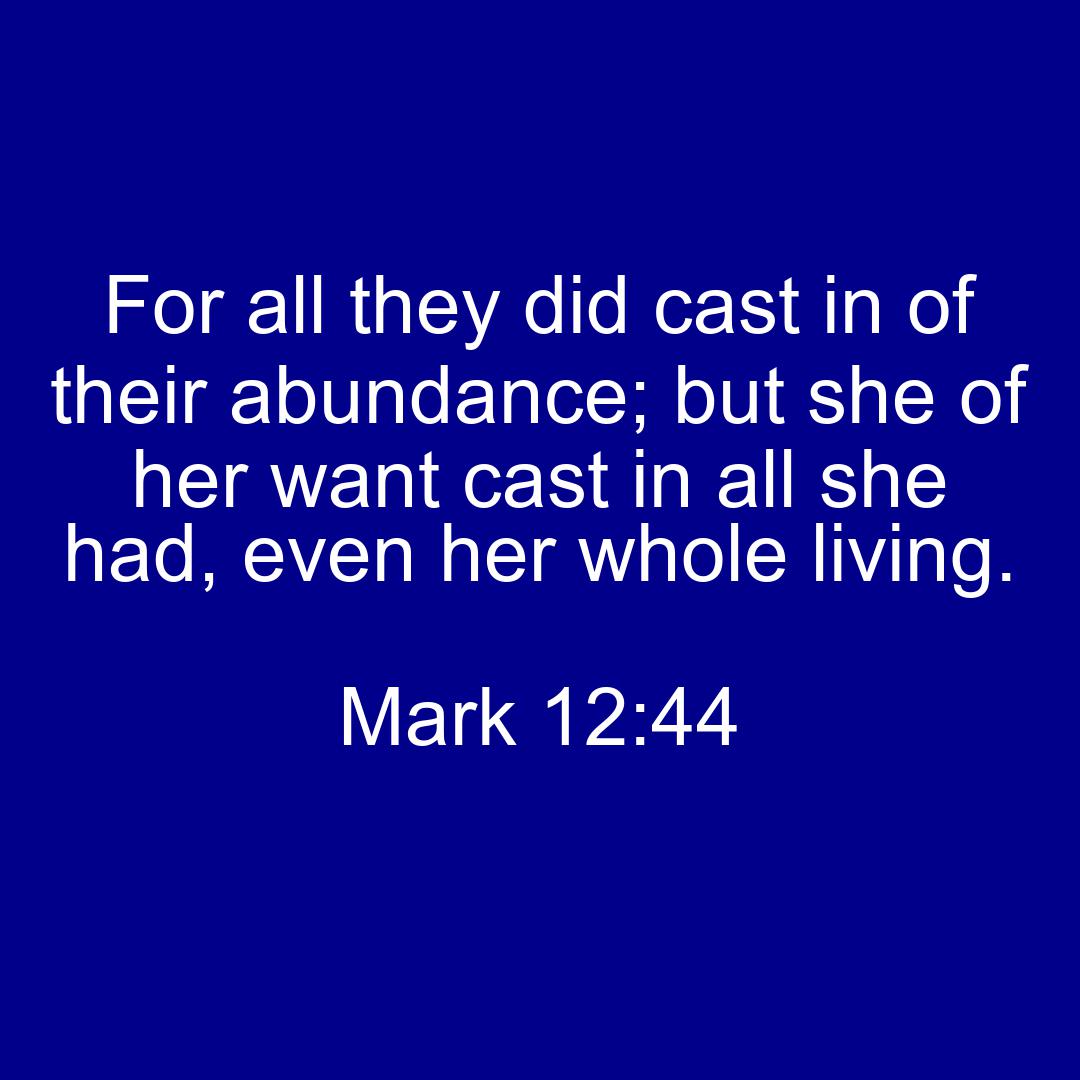 For all they did cast in of
their abundance; but she of
her want cast in all she
had, even her whole living.
Mark 12:44